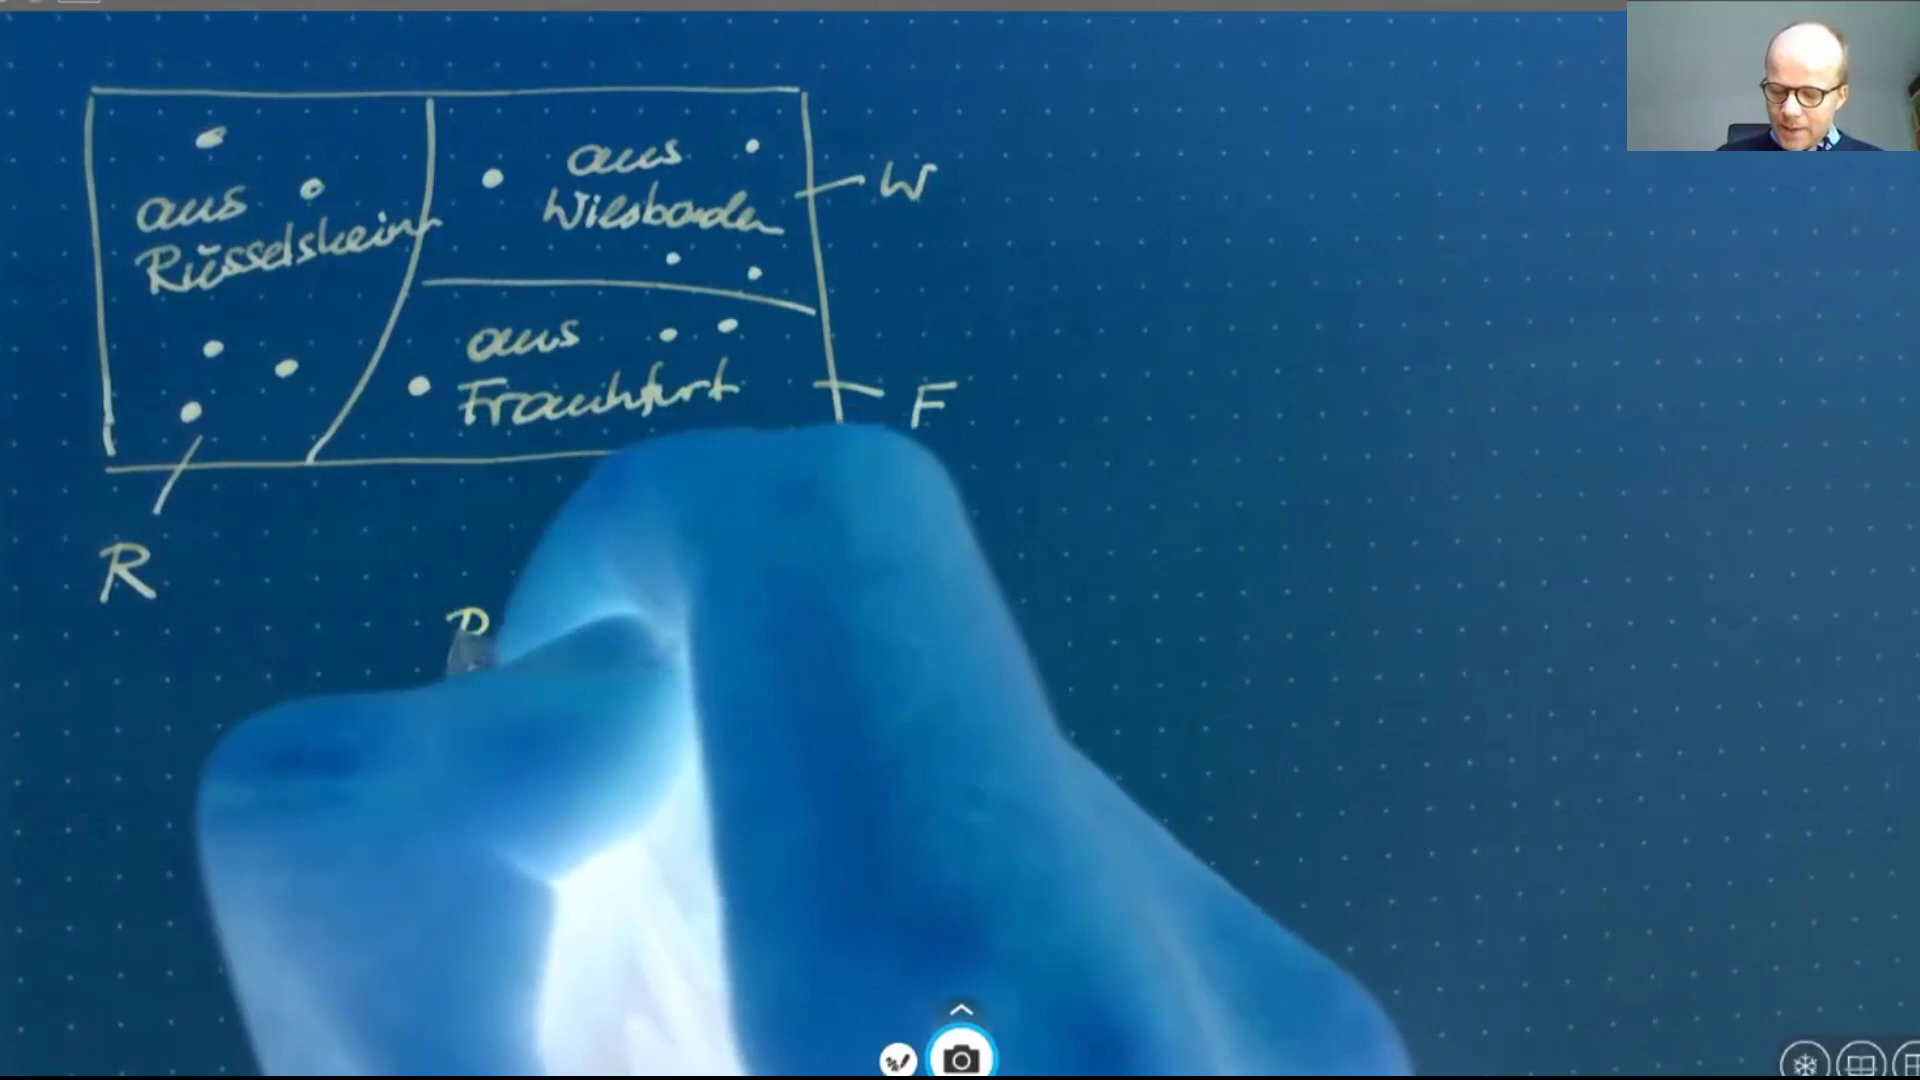 aus
Rüsselsheim
aus
Wiesbaden
W
aus
Frankfurt
F
R